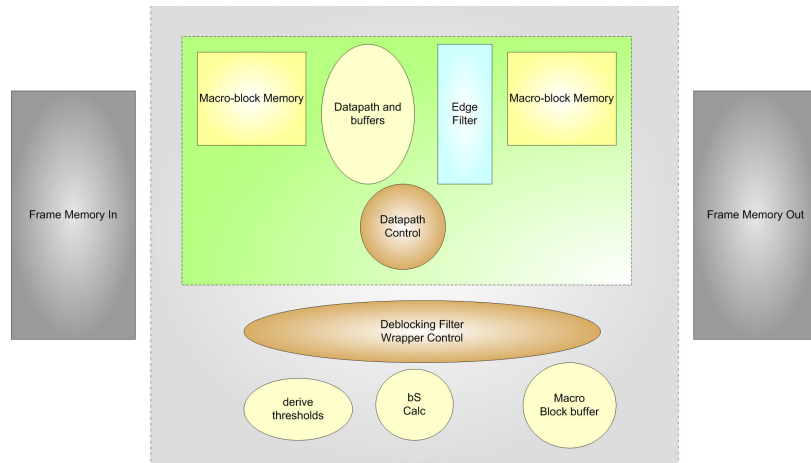 Macro-block Memory
Datapath and
buffers
Edge
Filter
Macro-block Memory
Frame Memory In
Datapath
Control
Frame Memory Out
Deblocking Filter
Wrapper Control
derive
thresholds
bS
Calc
Macro
Block buffer